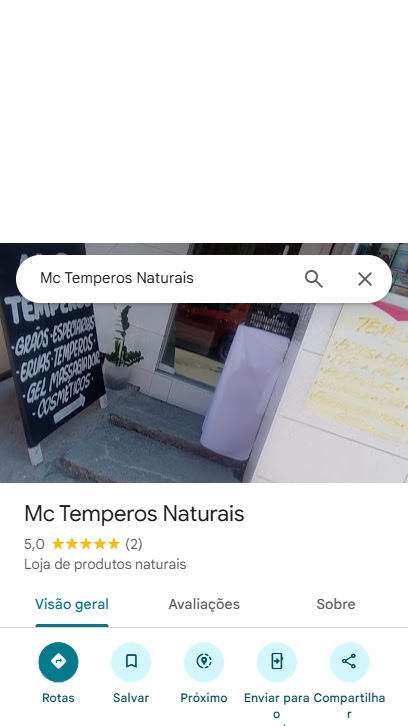 Mc Temperos Naturais
TEMPEROS
·GRÃOS·ESPECIARIAS
·ERVAS·TEMPEROS·
·GEL MASSAGEADOR
·COSMÉTICOS·
Mc Temperos Naturais
5,0 ★★★★★ (2)
Loja de produtos naturais
Visão geral
Avaliações
Sobre
Rotas
Salvar
Próximo
Enviar para
o
Compartilha
r